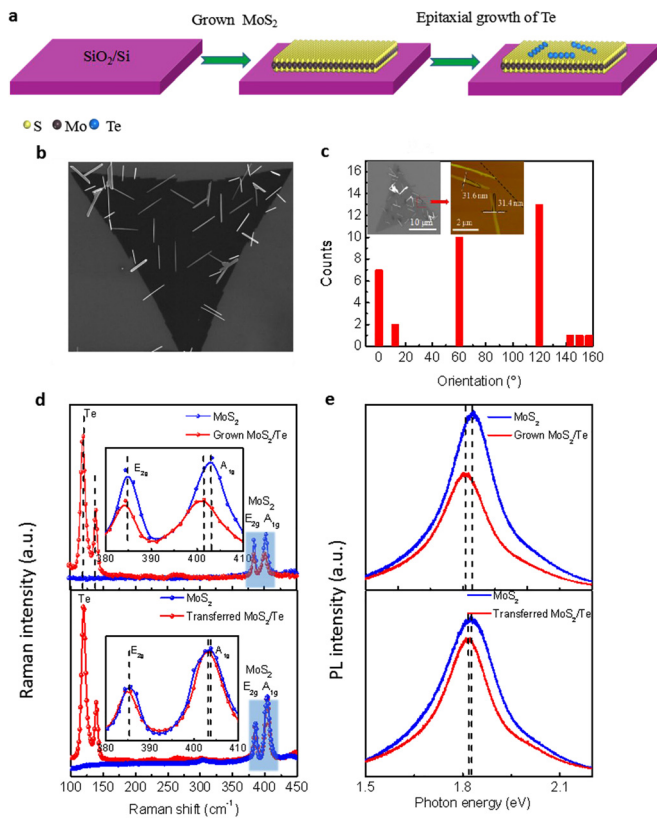 a
Grown MoS₂
Epitaxial growth of Te
SiO₂/Si
S Mo Te
b
c
16
14
12
10
8
6
4
2
0
Counts
31.6 nm
31.4 nm
10 μm
2 μm
0 20 40 60 80 100 120 140 160
Orientation (°)
d
Te
MoS₂
Grown MoS₂/Te
E₂g
A₁g
MoS₂
E₂g A₁g
380 390 400 410
Te
MoS₂
Transferred MoS₂/Te
E₂g
A₁g
MoS₂
E₂g A₁g
380 390 400 410
Raman intensity (a.u.)
100 150 200 250 300 350 400 450
Raman shift (cm⁻¹)
e
MoS₂
Grown MoS₂/Te
MoS₂
Transferred MoS₂/Te
PL intensity (a.u.)
1.5 1.8 2.1
Photon energy (eV)